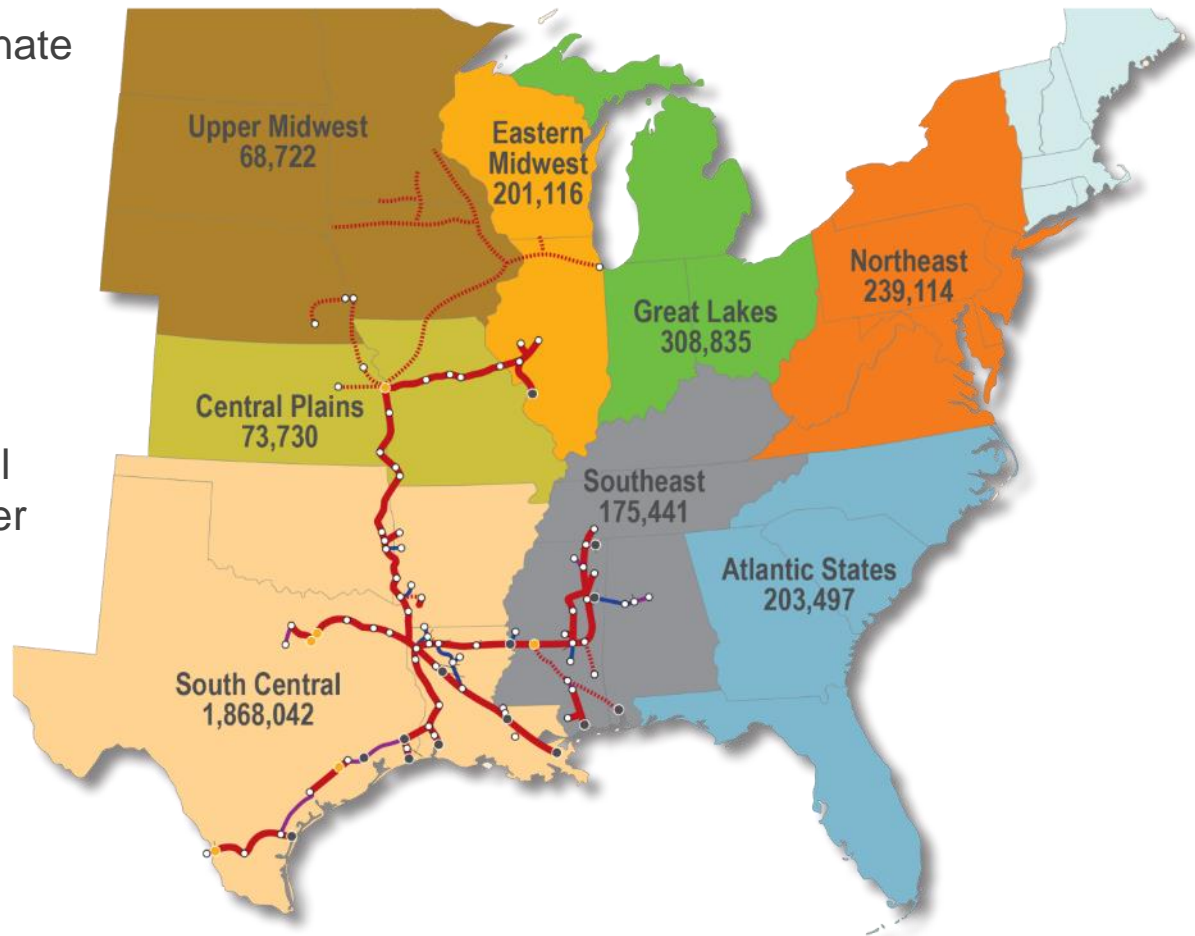 nate
Upper Midwest
68,722
Eastern
Midwest
201,116
Northeast
239,114
Great Lakes
308,835
Central Plains
73,730
l
er
Southeast
175,441
Atlantic States
203,497
South Central
1,868,042